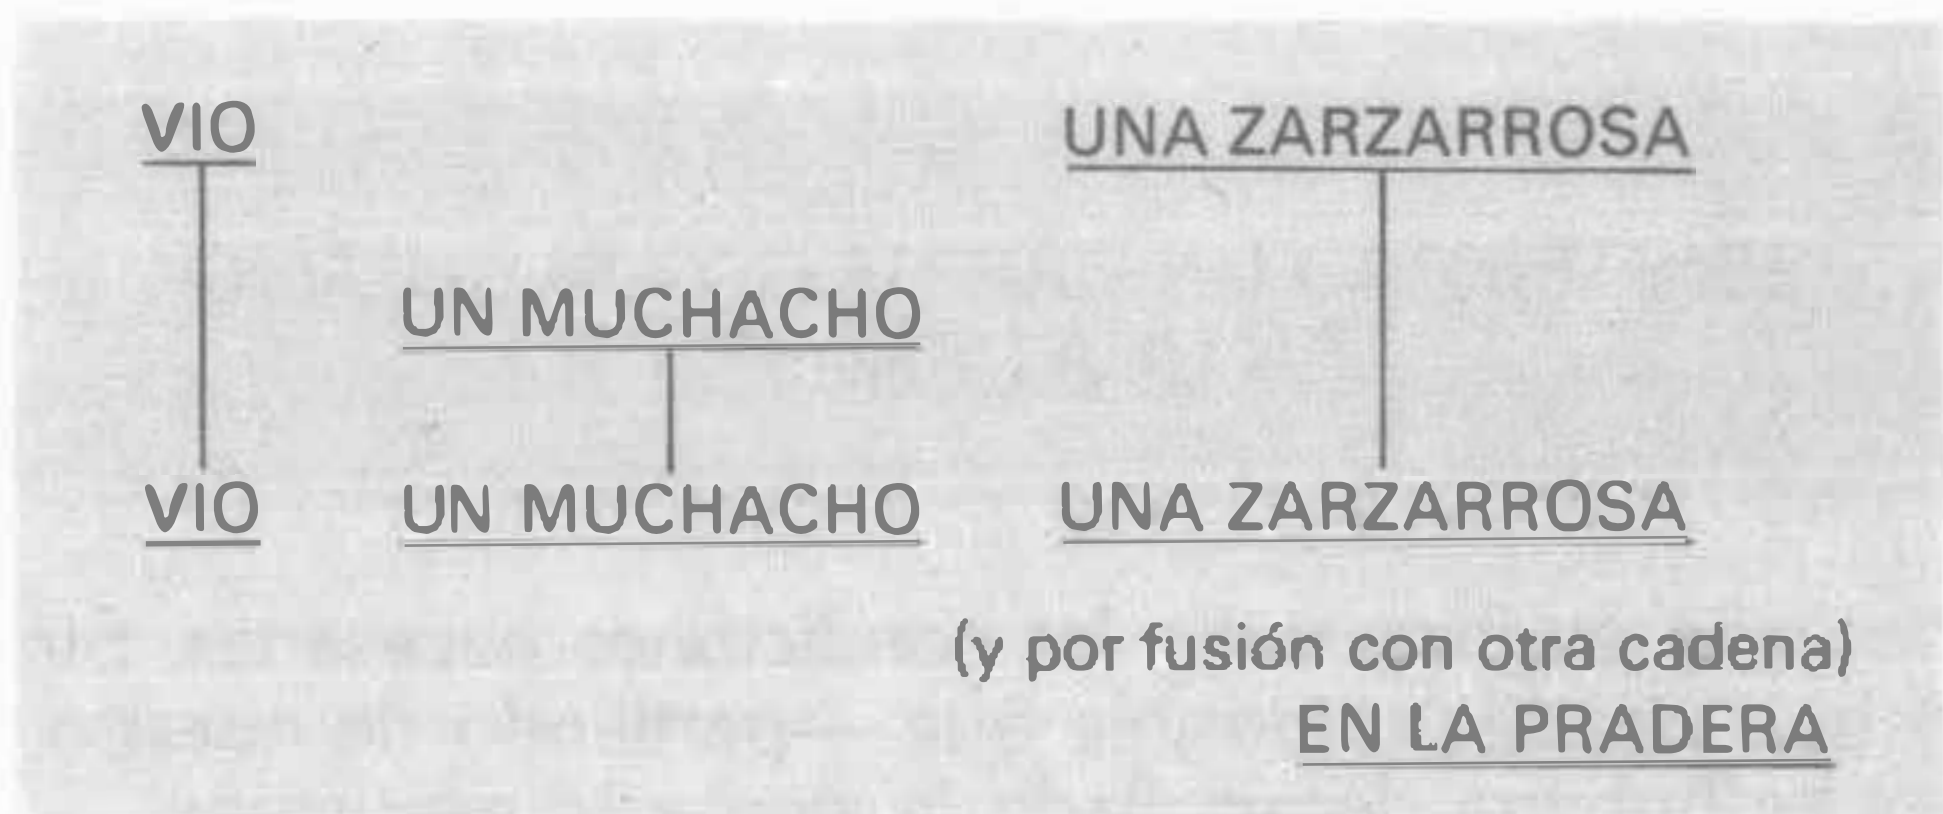 VIO UNA ZARZARROSA
UN MUCHACHO
VIO UN MUCHACHO UNA ZARZARROSA
(y por fusión con otra cadena)
EN LA PRADERA